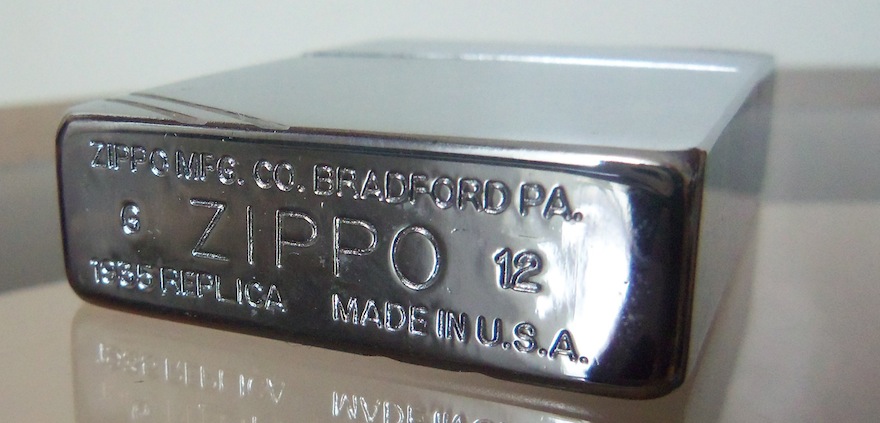 ZIPPO MFG. CO. BRADFORD PA.
G ZIPPO 12
1935 REPLICA MADE IN U.S.A.